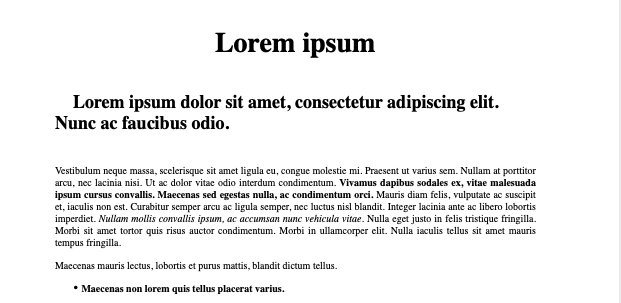 Lorem ipsum
Lorem ipsum dolor sit amet, consectetur adipiscing elit.
Nunc ac faucibus odio.
Vestibulum neque massa, scelerisque sit amet ligula eu, congue molestie mi. Praesent ut varius sem. Nullam at porttitor
arcu, nec lacinia nisi. Ut ac dolor vitae odio interdum condimentum. Vivamus dapibus sodales ex, vitae malesuada
ipsum cursus convallis. Maecenas sed egestas nulla, ac condimentum orci. Mauris diam felis, vulputate ac suscipit
et, iaculis non est. Curabitur semper arcu ac ligula semper, nec luctus nisl blandit. Integer lacinia ante ac libero lobortis
imperdiet. Nullam mollis convallis ipsum, ac accumsan nunc vehicula vitae. Nulla eget justo in felis tristique fringilla.
Morbi sit amet tortor quis risus auctor condimentum. Morbi in ullamcorper elit. Nulla iaculis tellus sit amet mauris
tempus fringilla.
Maecenas mauris lectus, lobortis et purus mattis, blandit dictum tellus.
• Maecenas non lorem quis tellus placerat varius.